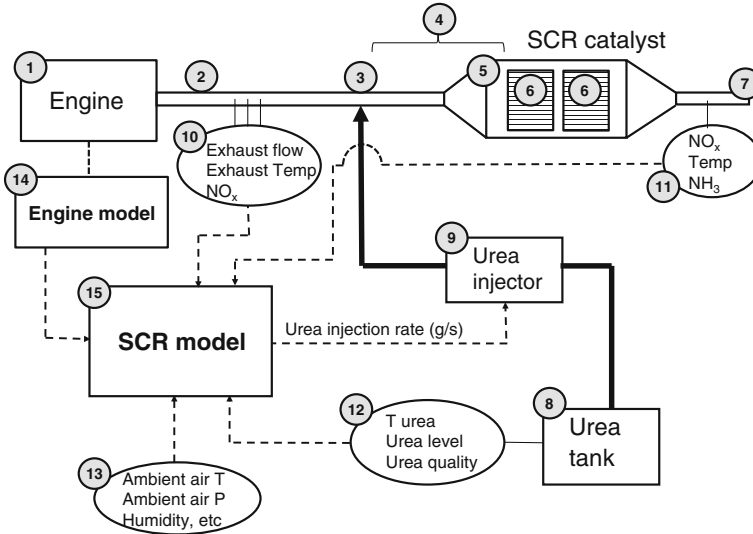 4
SCR catalyst
1
2
3
5
7
Engine
6
6
10
Exhaust flow
Exhaust Temp
NOx
NOx
Temp
NH3
11
14
Engine model
9
Urea
injector
15
SCR model
Urea injection rate (g/s)
12
T urea
Urea level
Urea quality
8
Urea
tank
13
Ambient air T
Ambient air P
Humidity, etc